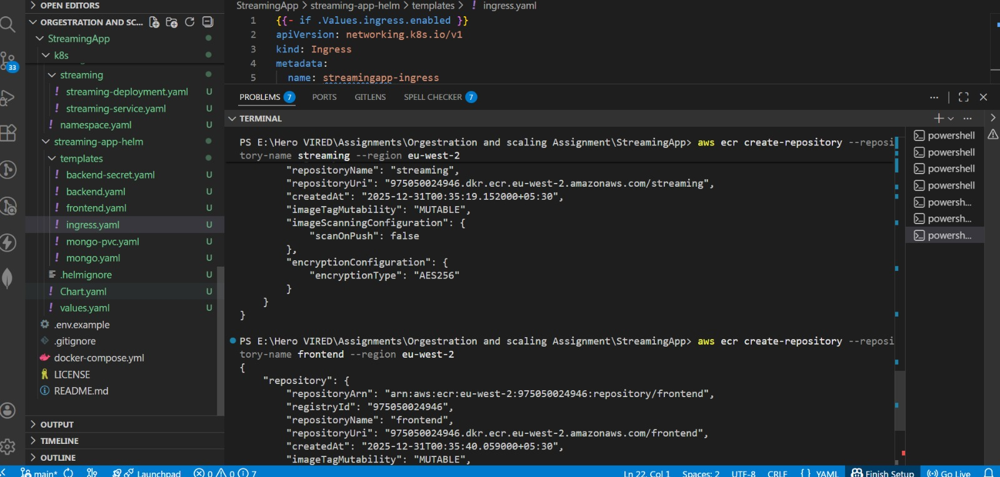 OPEN EDITORS
ORGESTRATION AND SC...
StreamingApp
k8s
streaming
streaming-deployment.yaml U
streaming-service.yaml U
namespace.yaml U
streaming-app-helm
templates
backend-secret.yaml U
backend.yaml U
frontend.yaml U
ingress.yaml U
mongo-pvc.yaml U
mongo.yaml U
.helmignore U
Chart.yaml U
values.yaml U
.env.example
.gitignore
docker-compose.yml
LICENSE
README.md
OUTPUT
TIMELINE
OUTLINE
33
StreamingApp > streaming-app-helm > templates > ! ingress.yaml
1 {{- if .Values.ingress.enabled }}
2 apiVersion: networking.k8s.io/v1
3 kind: Ingress
4 metadata:
5 name: streamingapp-ingress
PROBLEMS 7 PORTS GITLENS SPELL CHECKER 7
TERMINAL
PS E:\Hero VIRED\Assignments\Orgestration and scaling Assignment\StreamingApp> aws ecr create-repository --reposi
tory-name streaming --region eu-west-2
"repositoryName": "streaming",
"repositoryUri": "975050024946.dkr.ecr.eu-west-2.amazonaws.com/streaming",
"createdAt": "2025-12-31T00:35:19.152000+05:30",
"imageTagMutability": "MUTABLE",
"imageScanningConfiguration": {
"scanOnPush": false
},
"encryptionConfiguration": {
"encryptionType": "AES256"
}
}
}
PS E:\Hero VIRED\Assignments\Orgestration and scaling Assignment\StreamingApp> aws ecr create-repository --reposi
tory-name frontend --region eu-west-2
{
"repository": {
"repositoryArn": "arn:aws:ecr:eu-west-2:975050024946:repository/frontend",
"registryId": "975050024946",
"repositoryName": "frontend",
"repositoryUri": "975050024946.dkr.ecr.eu-west-2.amazonaws.com/frontend",
"createdAt": "2025-12-31T00:35:40.059000+05:30",
"imageTagMutability": "MUTABLE",
powershell
powershell
powershell
powershell
powersh...
powersh...
powersh...
main* Launchpad 0 0 7 Ln 22, Col 1 Spaces: 2 UTF-8 CRLF { } YAML Finish Setup Go Live